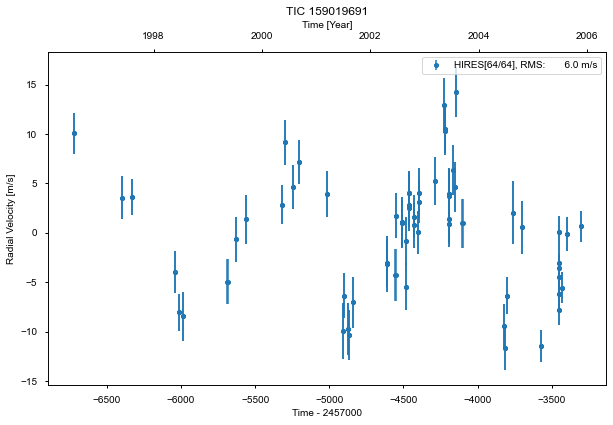 TIC 159019691
Time [Year]
1998 2000 2002 2004 2006
HIRES[64/64], RMS: 6.0 m/s
Radial Velocity [m/s]
15
10
5
0
−5
−10
−15
−6500 −6000 −5500 −5000 −4500 −4000 −3500
Time - 2457000